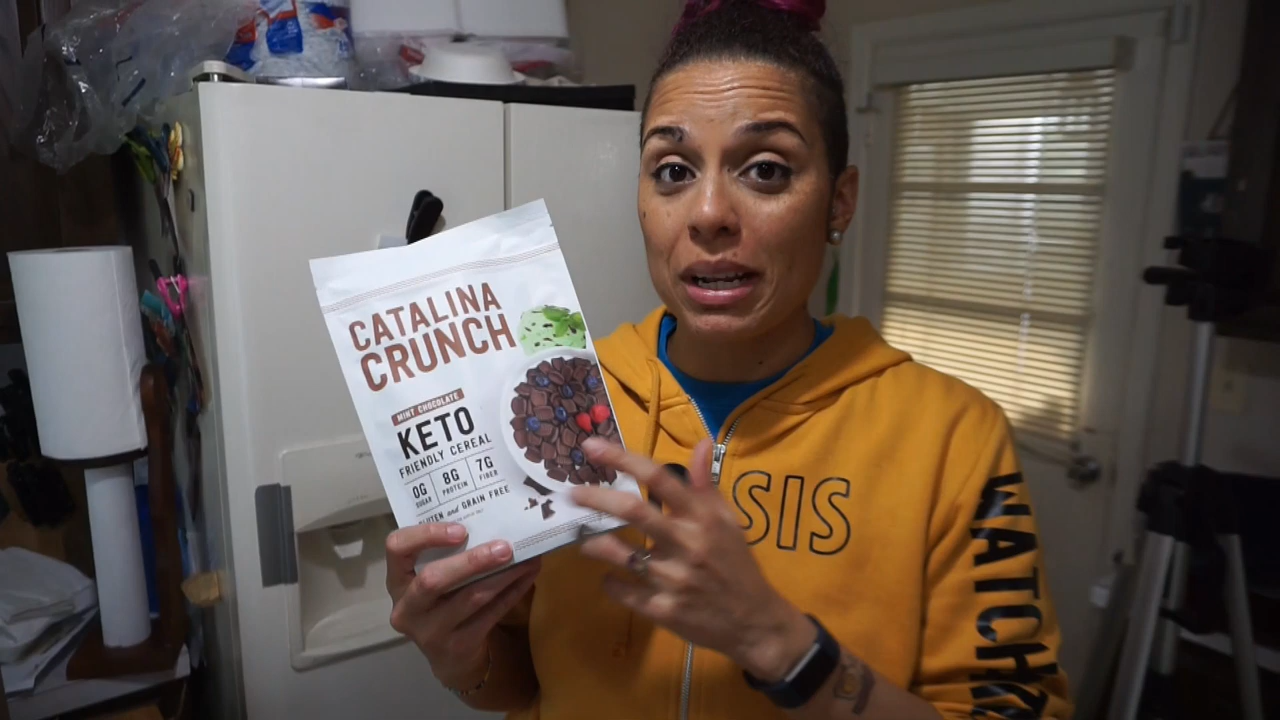 CATALINA
CRUNCH
MINT CHOCOLATE
KETO
FRIENDLY CEREAL
0G 8G 7G
SUGAR PROTEIN FIBER
GLUTEN and GRAIN FREE
SIS
WATCH